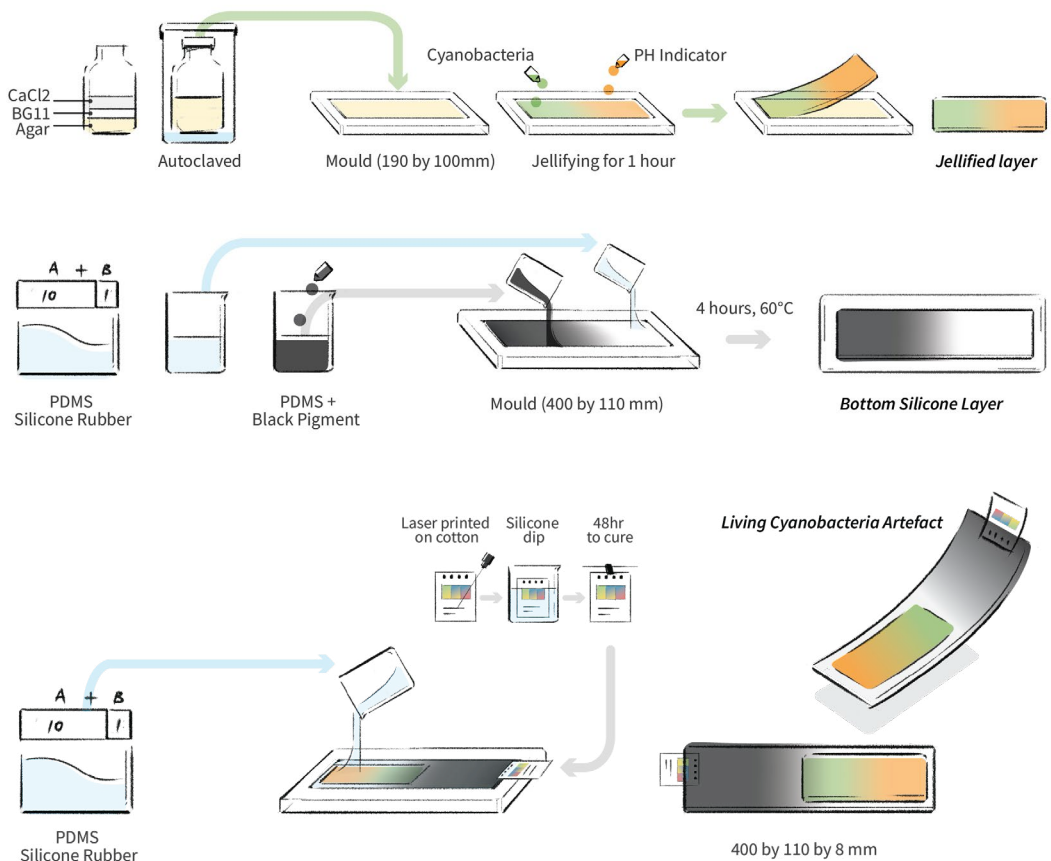 Cyanobacteria
PH Indicator
CaCl2
BG11
Agar
Autoclaved
Mould (190 by 100mm)
Jellifying for 1 hour
Jellified layer
A + B
10 1
4 hours, 60°C
PDMS
Silicone Rubber
PDMS +
Black Pigment
Mould (400 by 110 mm)
Bottom Silicone Layer
Laser printed
on cotton
Silicone
dip
48hr
to cure
Living Cyanobacteria Artefact
A + B
10 1
PDMS
Silicone Rubber
400 by 110 by 8 mm